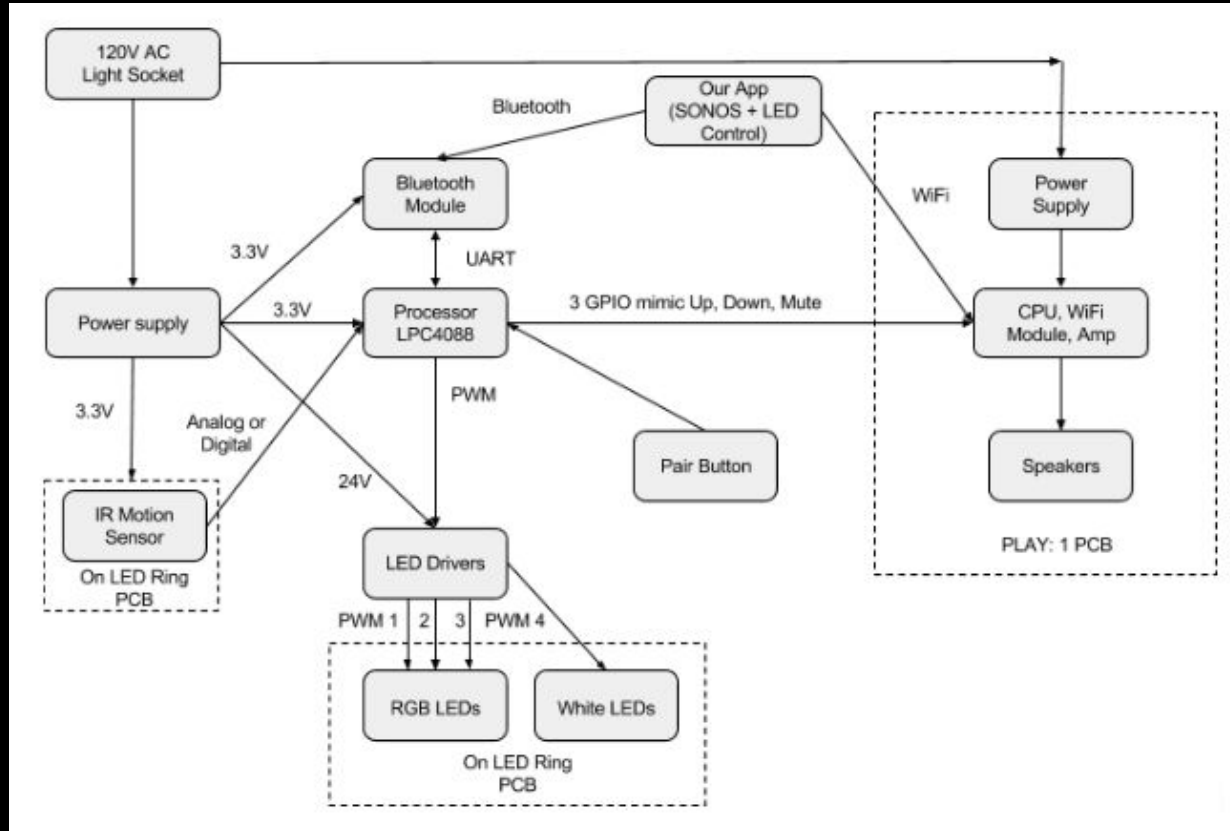 120V AC
Light Socket
Our App
(SONOS + LED
Control)
Bluetooth
Bluetooth
Module
WiFi
Power
Supply
3.3V
UART
Power supply
3.3V
Processor
LPC4088
3 GPIO mimic Up, Down, Mute
CPU, WiFi
Module, Amp
3.3V
Analog or
Digital
PWM
24V
Pair Button
Speakers
IR Motion
Sensor
On LED Ring
PCB
LED Drivers
PLAY: 1 PCB
PWM 1
2
3
PWM 4
RGB LEDs
White LEDs
On LED Ring
PCB